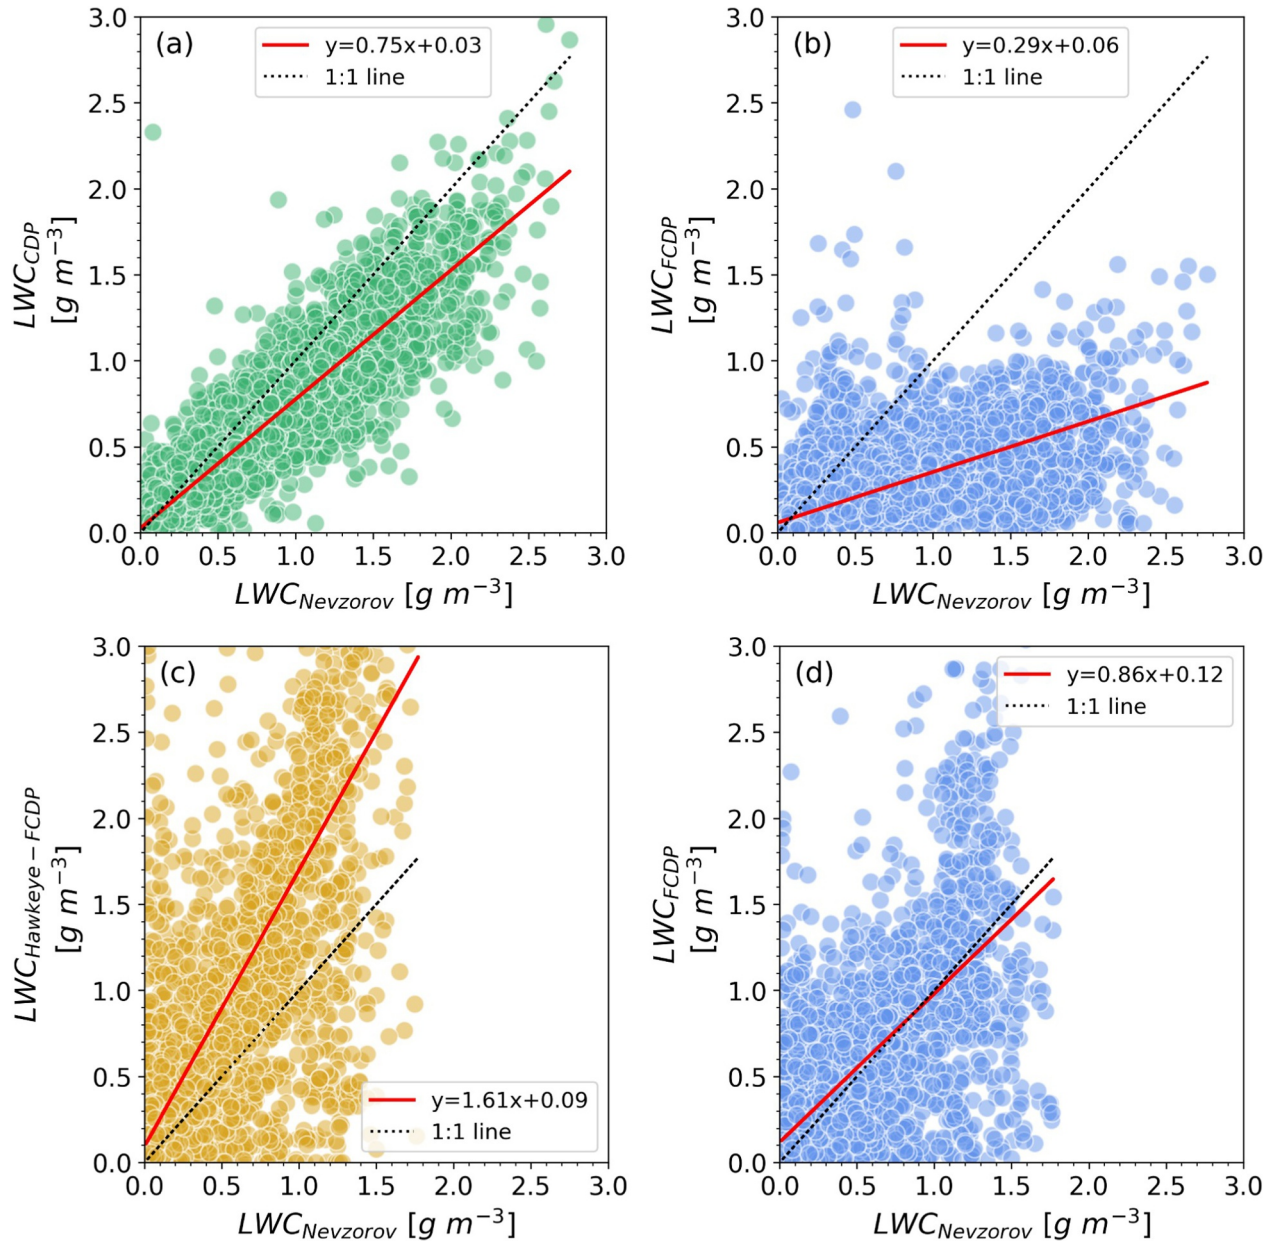 (a)
y=0.75x+0.03
1:1 line
LWC_CDP
[g m⁻³]
3.0
2.5
2.0
1.5
1.0
0.5
0.0
0.0 0.5 1.0 1.5 2.0 2.5 3.0
LWC_Nevzorov [g m⁻³]
(b)
y=0.29x+0.06
1:1 line
LWC_FCDP
[g m⁻³]
3.0
2.5
2.0
1.5
1.0
0.5
0.0
0.0 0.5 1.0 1.5 2.0 2.5 3.0
LWC_Nevzorov [g m⁻³]
(c)
LWC_Hawkeye−FCDP
[g m⁻³]
3.0
2.5
2.0
1.5
1.0
0.5
0.0
y=1.61x+0.09
1:1 line
0.0 0.5 1.0 1.5 2.0 2.5 3.0
LWC_Nevzorov [g m⁻³]
(d)
y=0.86x+0.12
1:1 line
LWC_FCDP
[g m⁻³]
3.0
2.5
2.0
1.5
1.0
0.5
0.0
0.0 0.5 1.0 1.5 2.0 2.5 3.0
LWC_Nevzorov [g m⁻³]